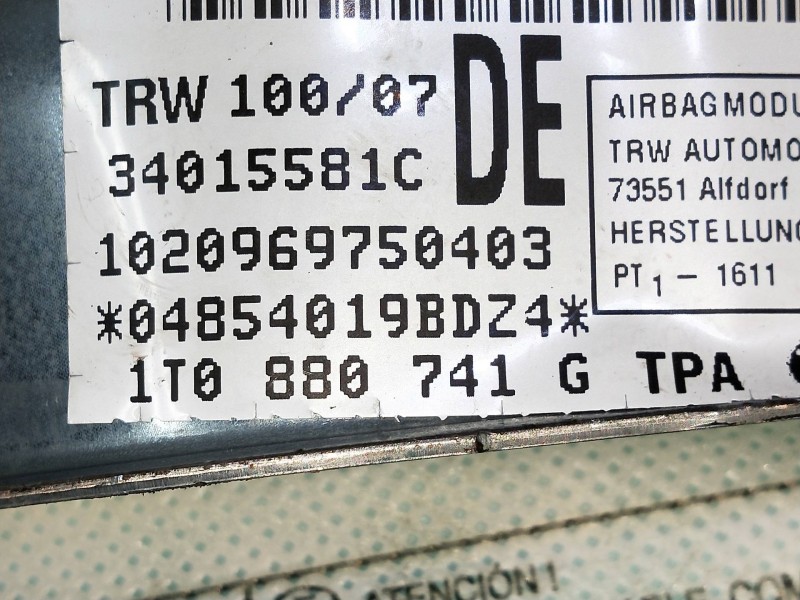 TRW 100/07 DE
34015581C
1020969750403
*04854019BDZ4*
1T0 880 741 G TPA
AIRBAGMODU
TRW AUTOMO
73551 Alfdorf
HERSTELLUNG
PT1 - 1611
ATENCIÓN!